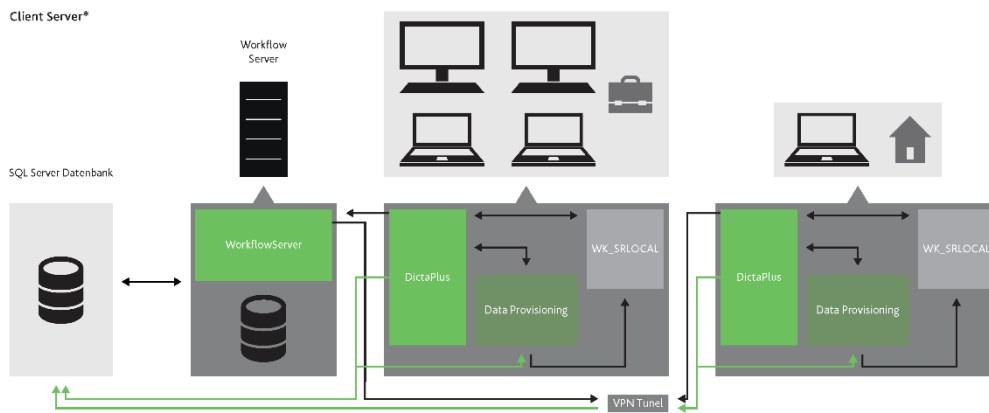 Client Server*
Workflow
Server
SQL Server Datenbank
WorkflowServer
DictaPlus
WK_SRLOCAL
Data Provisioning
DictaPlus
WK_SRLOCAL
Data Provisioning
VPN Tunel